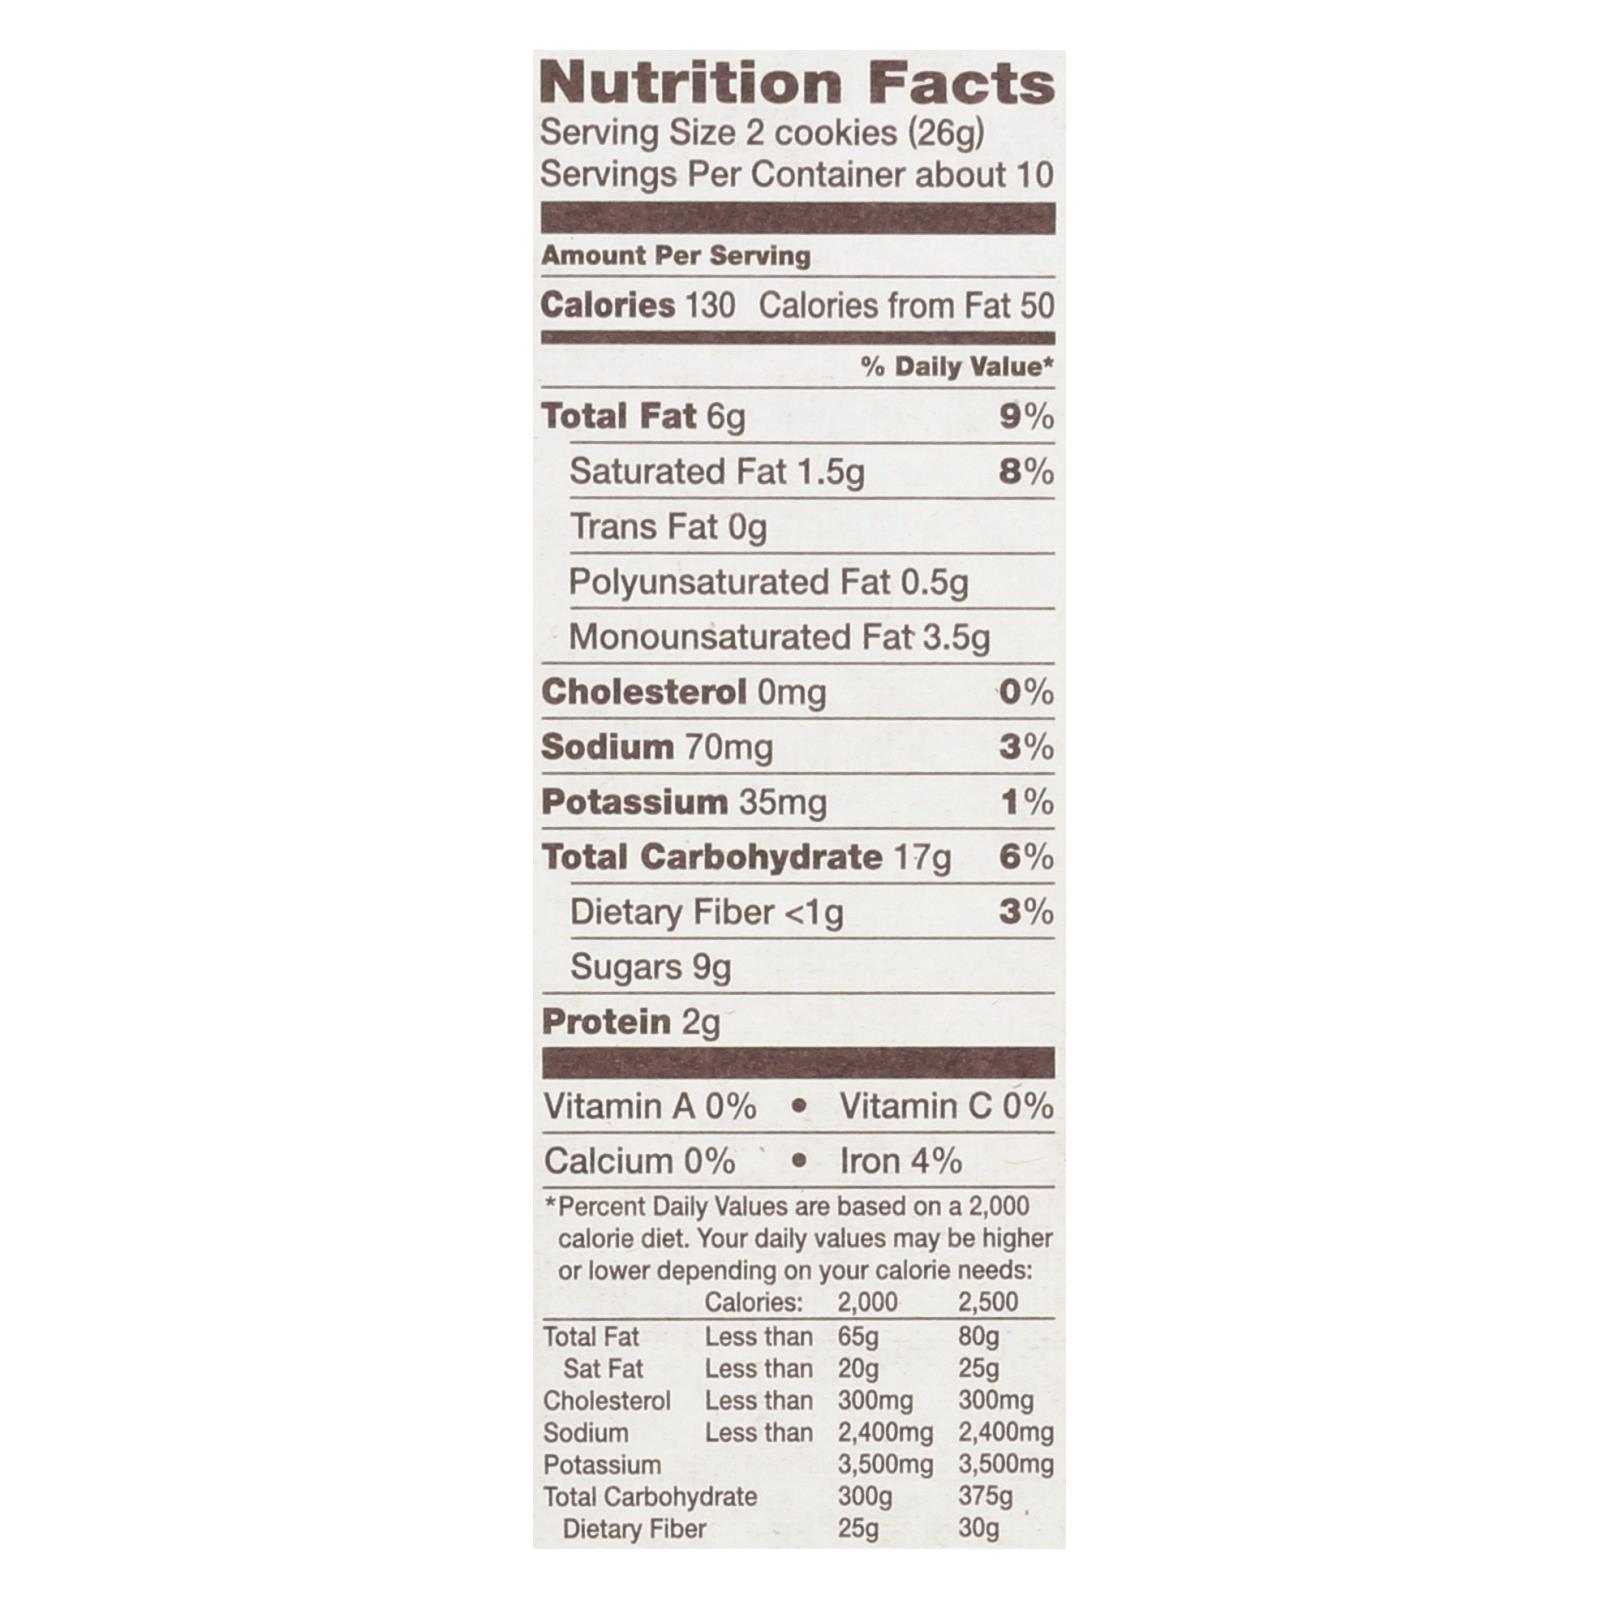 Nutrition Facts
Serving Size 2 cookies (26g)
Servings Per Container about 10
Amount Per Serving
Calories 130 Calories from Fat 50
% Daily Value*
Total Fat 6g 9%
Saturated Fat 1.5g 8%
Trans Fat 0g
Polyunsaturated Fat 0.5g
Monounsaturated Fat 3.5g
Cholesterol 0mg 0%
Sodium 70mg 3%
Potassium 35mg 1%
Total Carbohydrate 17g 6%
Dietary Fiber <1g 3%
Sugars 9g
Protein 2g
Vitamin A 0% • Vitamin C 0%
Calcium 0% • Iron 4%
*Percent Daily Values are based on a 2,000
calorie diet. Your daily values may be higher
or lower depending on your calorie needs:
Calories: 2,000 2,500
Total Fat Less than 65g 80g
Sat Fat Less than 20g 25g
Cholesterol Less than 300mg 300mg
Sodium Less than 2,400mg 2,400mg
Potassium 3,500mg 3,500mg
Total Carbohydrate 300g 375g
Dietary Fiber 25g 30g